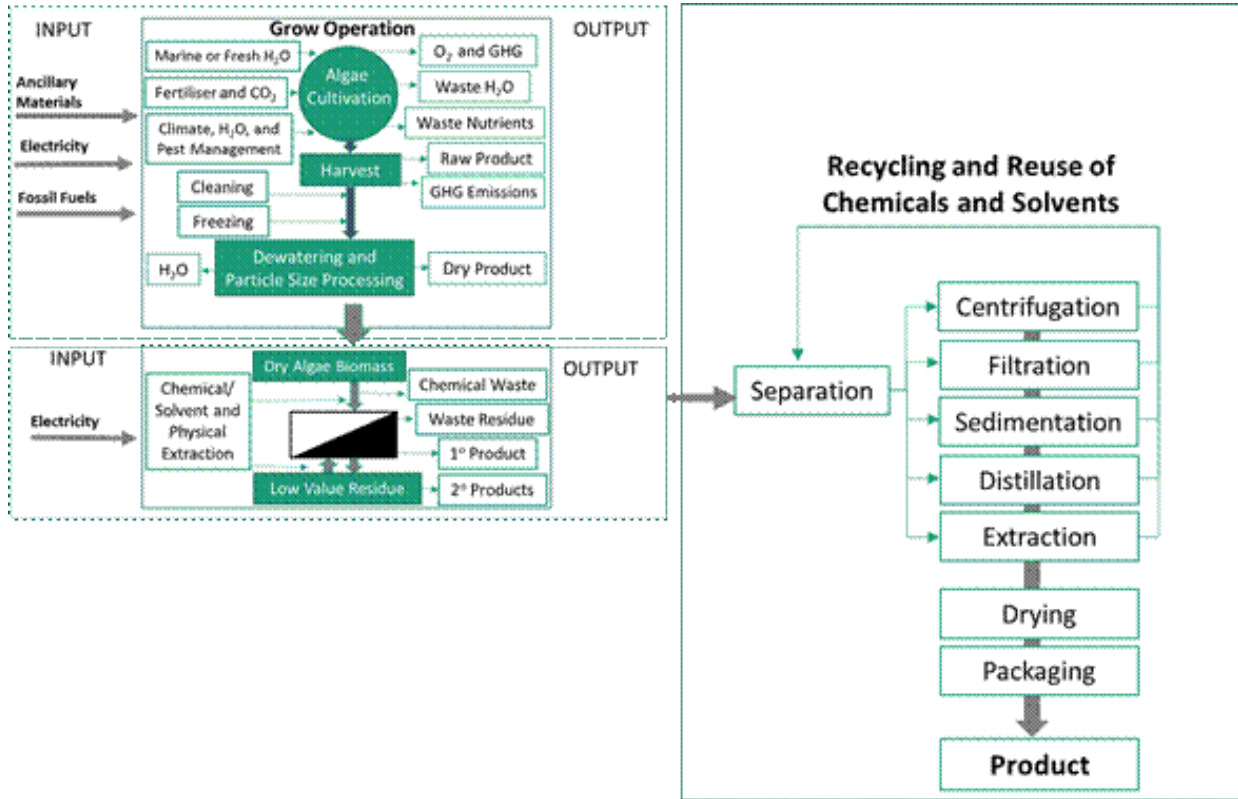 INPUT
Grow Operation
OUTPUT
Ancillary
Materials
Electricity
Fossil Fuels
Marine or Fresh H₂O
Fertiliser and CO₂
Climate, H₂O, and
Pest Management
Algae
Cultivation
O₂ and GHG
Waste H₂O
Waste Nutrients
Harvest
Raw Product
GHG Emissions
Cleaning
Freezing
H₂O
Dewatering and
Particle Size Processing
Dry Product
INPUT
OUTPUT
Electricity
Chemical/
Solvent and
Physical
Extraction
Dry Algae Biomass
Chemical Waste
Waste Residue
1° Product
Low Value Residue
2° Products
Recycling and Reuse of
Chemicals and Solvents
Separation
Centrifugation
Filtration
Sedimentation
Distillation
Extraction
Drying
Packaging
Product